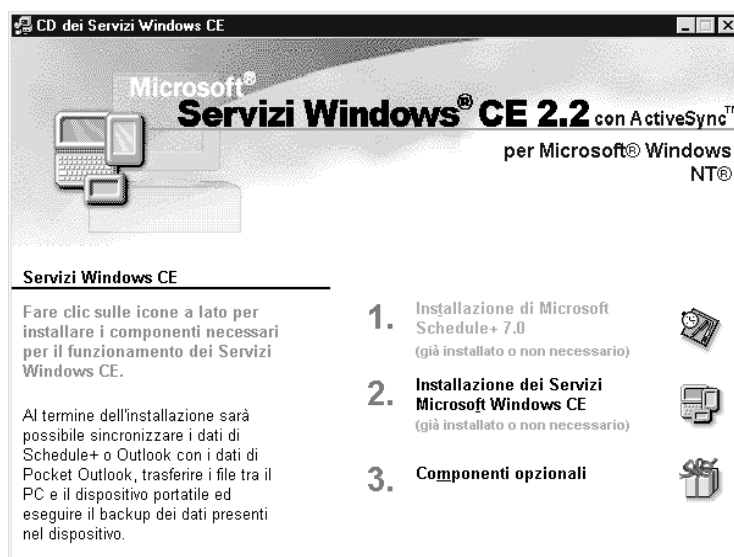 CD dei Servizi Windows CE
Microsoft®
Servizi Windows® CE 2.2 con ActiveSync™
per Microsoft® Windows
NT®
Servizi Windows CE
Fare clic sulle icone a lato per
installare i componenti necessari
per il funzionamento dei Servizi
Windows CE.
Al termine dell'installazione sarà
possibile sincronizzare i dati di
Schedule+ o Outlook con i dati di
Pocket Outlook, trasferire i file tra il
PC e il dispositivo portatile ed
eseguire il backup dei dati presenti
nel dispositivo.
1. Installazione di Microsoft
Schedule+ 7.0
(già installato o non necessario)
2. Installazione dei Servizi
Microsoft Windows CE
(già installato o non necessario)
3. Componenti opzionali